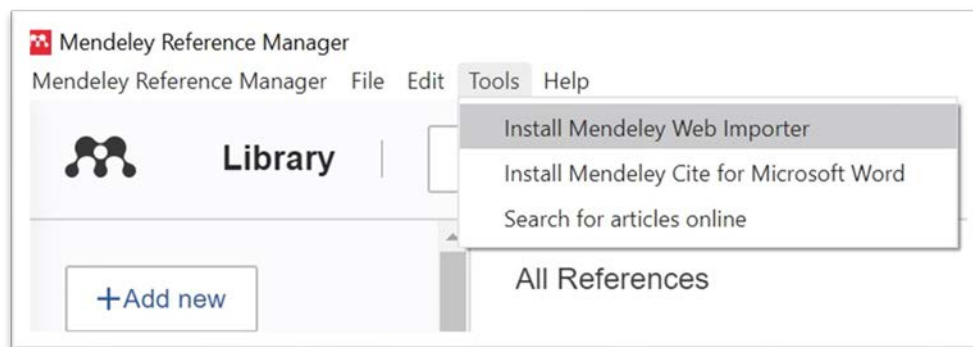 Mendeley Reference Manager
Mendeley Reference Manager File Edit Tools Help
Install Mendeley Web Importer
Library
Install Mendeley Cite for Microsoft Word
Search for articles online
+Add new
All References